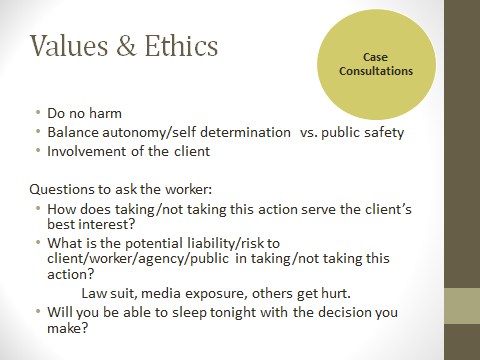 Values & Ethics
Case
Consultations
• Do no harm
• Balance autonomy/self determination vs. public safety
• Involvement of the client
Questions to ask the worker:
• How does taking/not taking this action serve the client’s
best interest?
• What is the potential liability/risk to
client/worker/agency/public in taking/not taking this
action?
Law suit, media exposure, others get hurt.
• Will you be able to sleep tonight with the decision you
make?